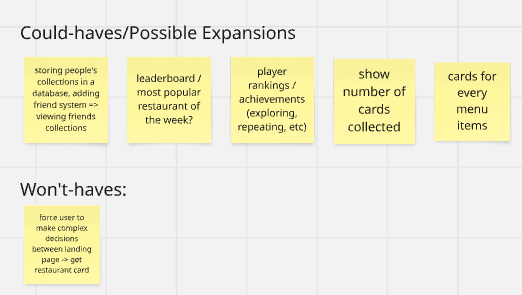 Could-haves/Possible Expansions
storing people's
collections in a
database, adding
friend system =>
viewing friends
collections
leaderboard /
most popular
restaurant of
the week?
player
rankings /
achievements
(exploring,
repeating, etc)
show
number of
cards
collected
cards for
every
menu
items
Won't-haves:
force user to
make complex
decisions
between landing
page -> get
restaurant card